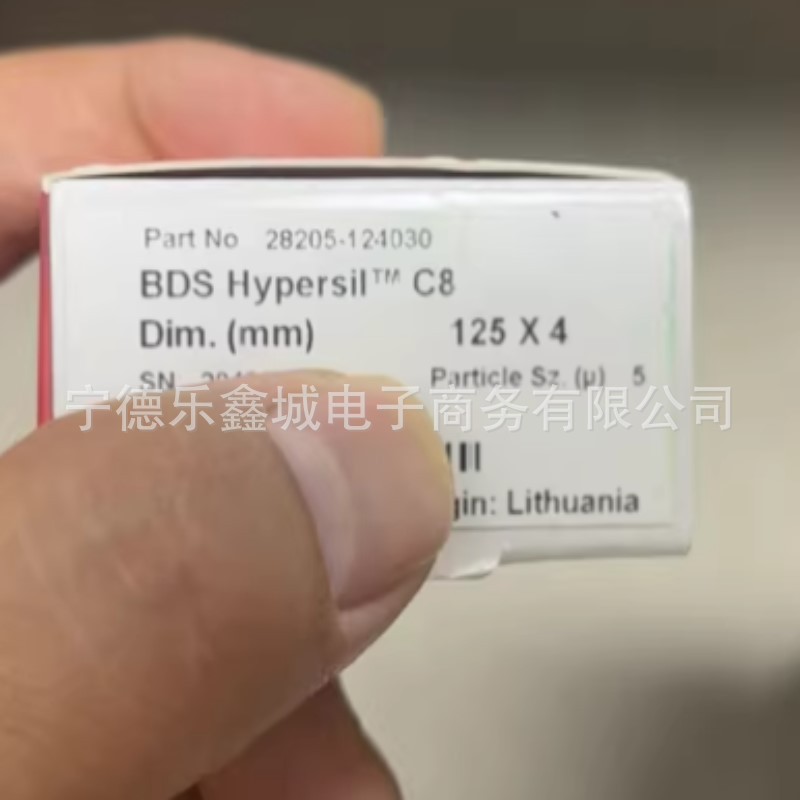 Part No 28205-124030
BDS Hypersil™ C8
Dim. (mm) 125 X 4
SN Particle Sz. (μ) 5
宁德乐鑫城电子商务有限公司
Lithuania